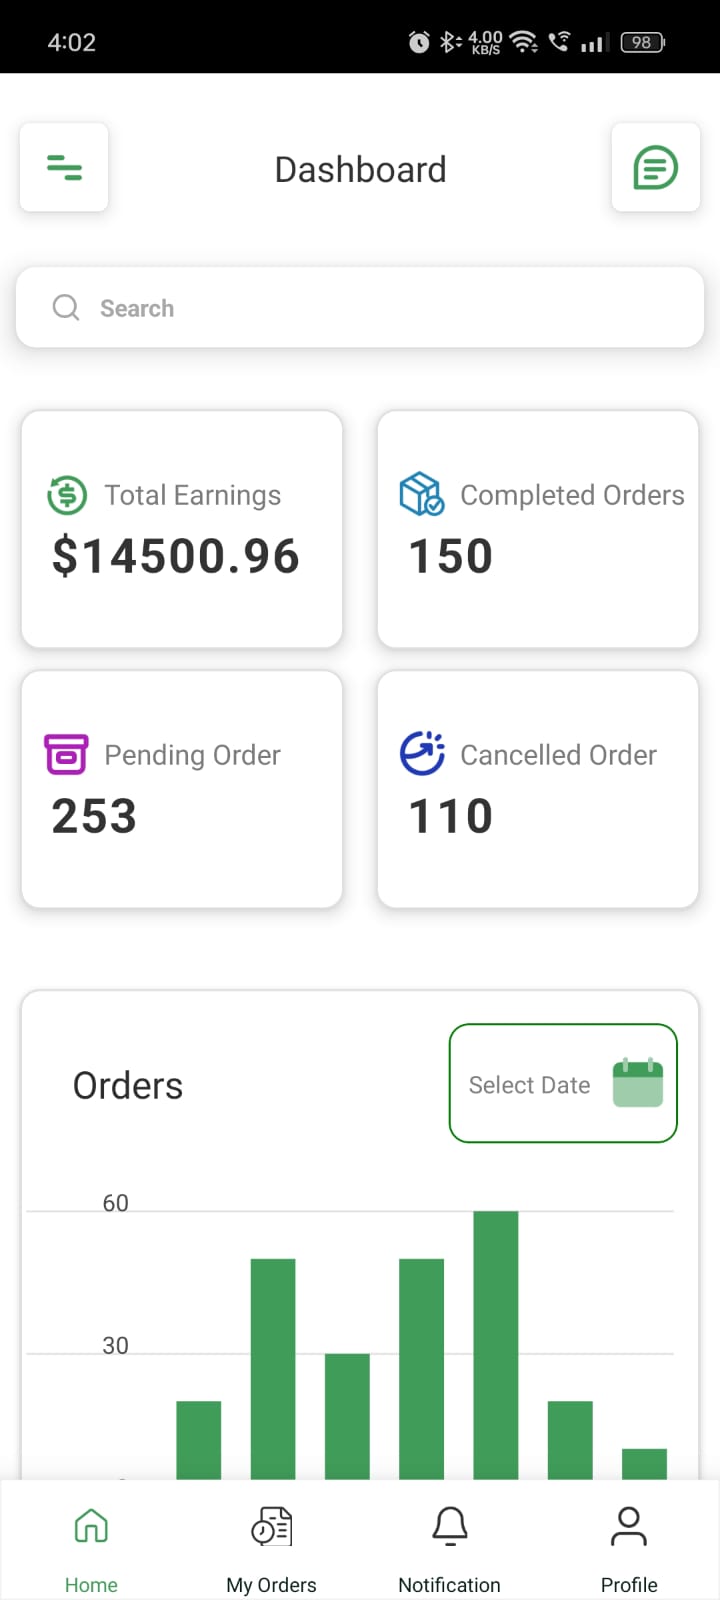 4:02
4.00
KB/S
98
Dashboard
Search
Total Earnings
$14500.96
Completed Orders
150
Pending Order
253
Cancelled Order
110
Orders
Select Date
60
30
Home
My Orders
Notification
Profile